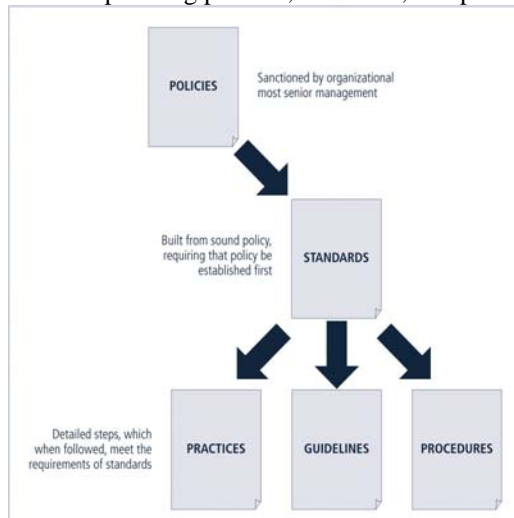 POLICIES
Sanctioned by organizational
most senior management
Built from sound policy,
requiring that policy be
established first
STANDARDS
Detailed steps, which
when followed, meet the
requirements of standards
PRACTICES
GUIDELINES
PROCEDURES